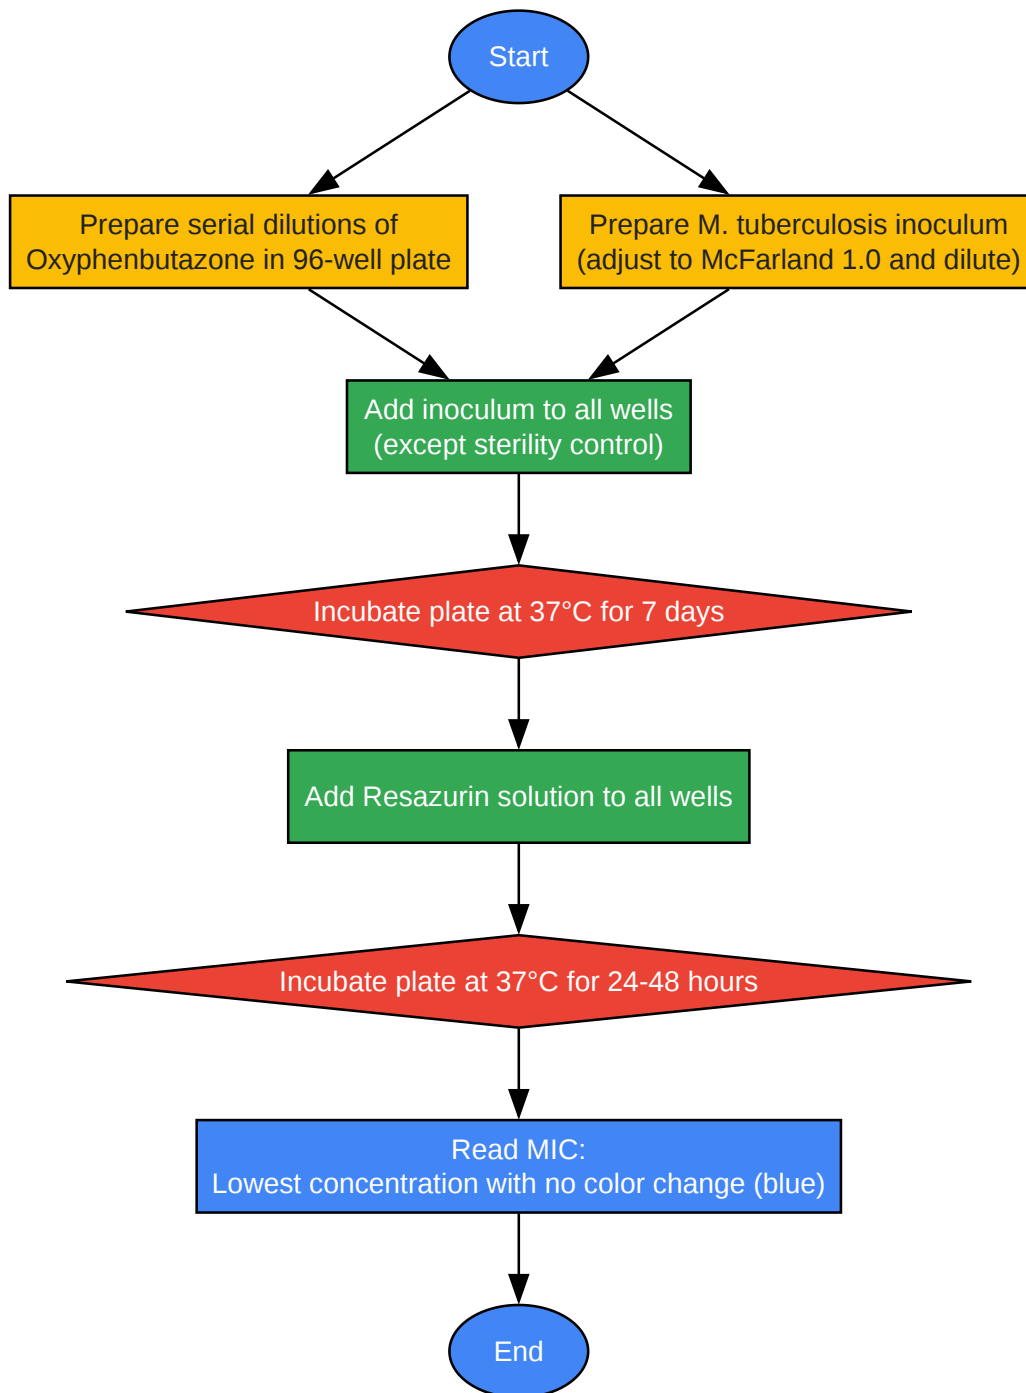 Start
Prepare serial dilutions of
Oxyphenbutazone in 96-well plate
Prepare M. tuberculosis inoculum
(adjust to McFarland 1.0 and dilute)
Add inoculum to all wells
(except sterility control)
Incubate plate at 37°C for 7 days
Add Resazurin solution to all wells
Incubate plate at 37°C for 24-48 hours
Read MIC:
Lowest concentration with no color change (blue)
End